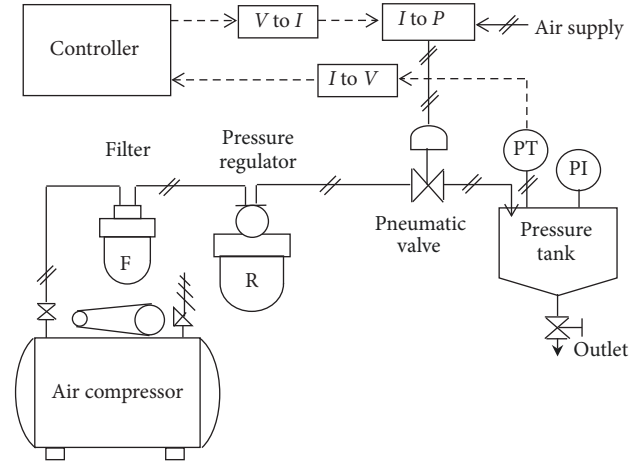 Controller
V to I
I to P
Air supply
I to V
Filter
Pressure
regulator
PT
PI
Pneumatic
valve
Pressure
tank
F
R
Outlet
Air compressor